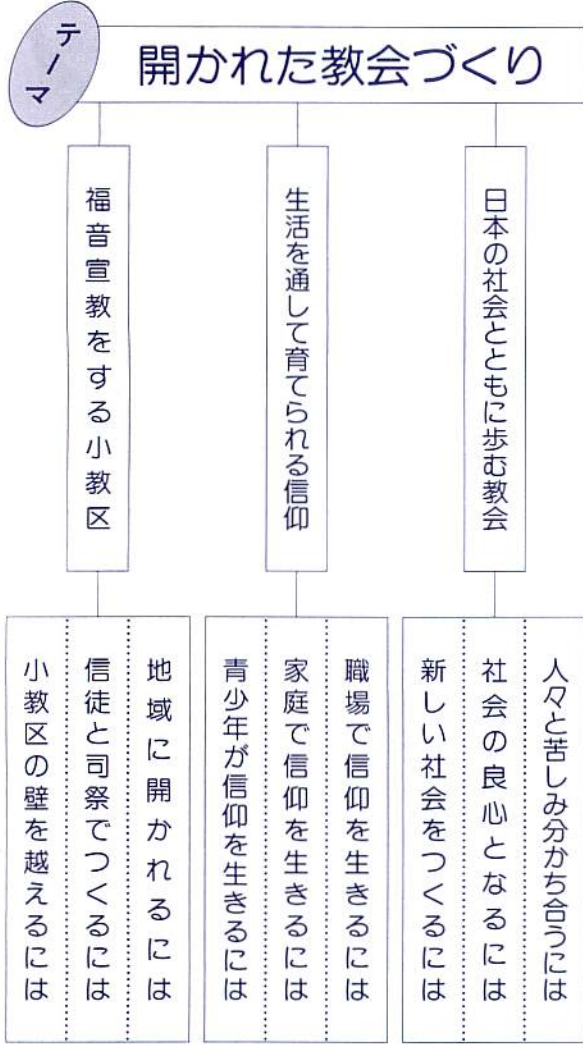 テーマ
開かれた教会づくり
日本の社会とともに歩む教会
人々と苦しみ分かち合うには
社会の良心となるには
新しい社会をつくるには
生活を通して育てられる信仰
職場で信仰を生きるには
家庭で信仰を生きるには
青少年が信仰を生きるには
福音宣教をする小教区
地域に開かれるには
信徒と司祭でつくるには
小教区の壁を越えるには